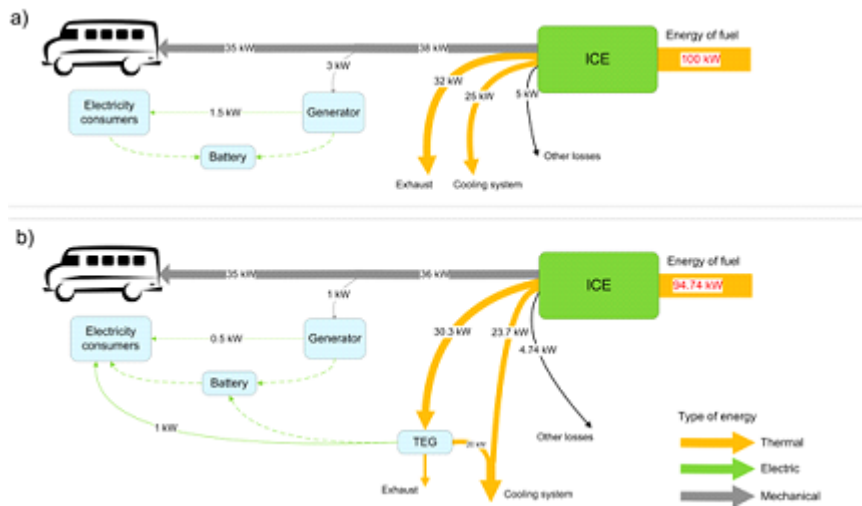 a)
35 kW
38 kW
ICE
Energy of fuel
100 kW
3 kW
32 kW
25 kW
5 kW
Electricity
consumers
1.5 kW
Generator
Battery
Other losses
Exhaust
Cooling system
b)
35 kW
36 kW
ICE
Energy of fuel
94.74 kW
1 kW
30.3 kW
23.7 kW
4.74 kW
Electricity
consumers
0.5 kW
Generator
Battery
1 kW
TEG
20 kW
Other losses
Exhaust
Cooling system
Type of energy
Thermal
Electric
Mechanical